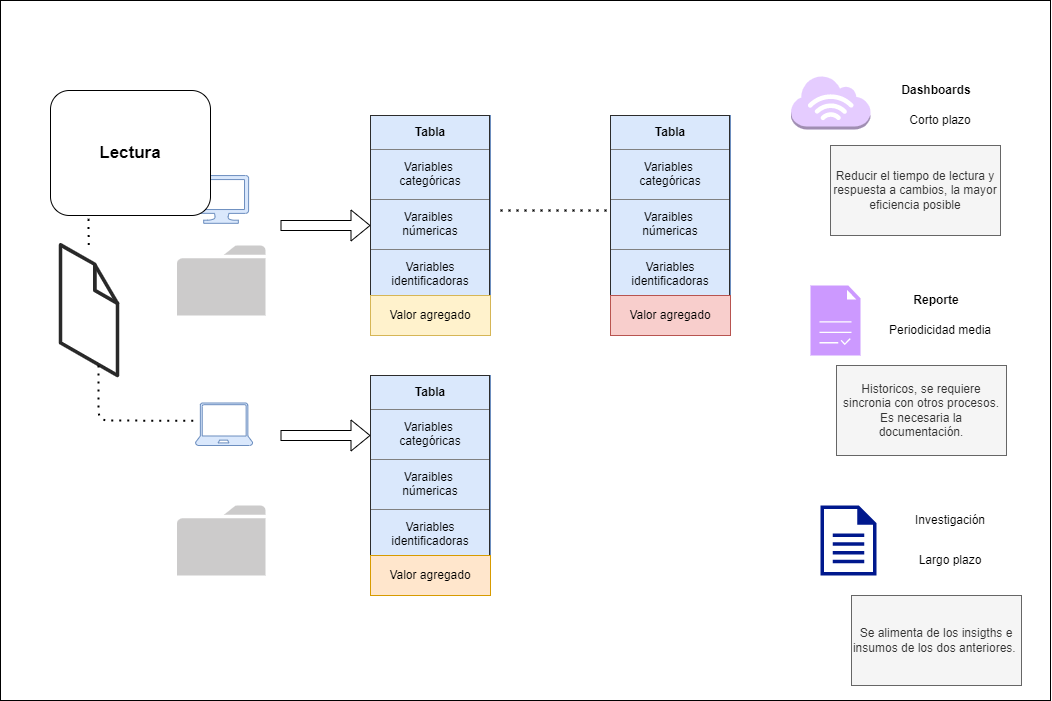 Lectura
Tabla
Variables
categóricas
Varaibles
númericas
Variables
identificadoras
Valor agregado
Tabla
Variables
categóricas
Varaibles
númericas
Variables
identificadoras
Valor agregado
Tabla
Variables
categóricas
Varaibles
númericas
Variables
identificadoras
Valor agregado
Dashboards
Corto plazo
Reducir el tiempo de lectura y
respuesta a cambios, la mayor
eficiencia posible
Reporte
Periodicidad media
Historicos, se requiere
sincronia con otros procesos.
Es necesaria la
documentación.
Investigación
Largo plazo
Se alimenta de los insigths e
insumos de los dos anteriores.